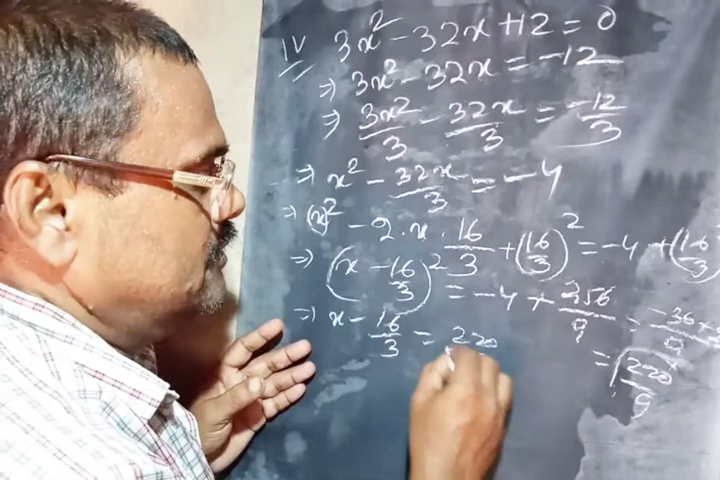 IV 3x² - 32x + 12 = 0
⇒ 3x² - 32x = -12
⇒ 3x²/3 - 32x/3 = -12/3
⇒ x² - 32x/3 = -4
⇒ (x)² - 2·x·16/3 + (16/3)² = -4 + (16/3)
⇒ (x - 16/3)² = -4 + 256/9 = -36+
= 220/9
⇒ x - 16/3 = 220